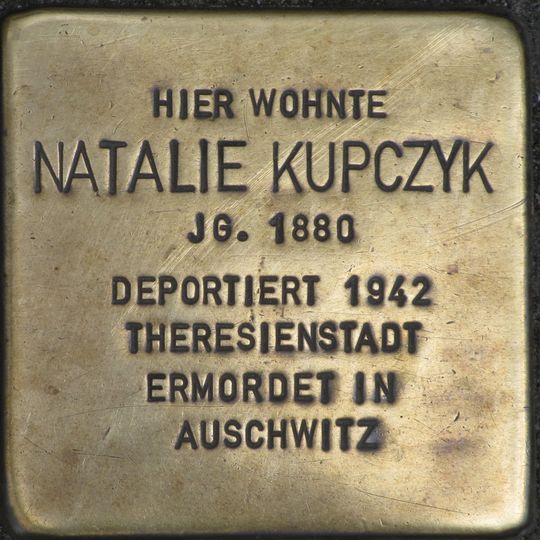 HIER WOHNTE
NATALIE KUPCZYK
JG. 1880
DEPORTIERT 1942
THERESIENSTADT
ERMORDET IN
AUSCHWITZ